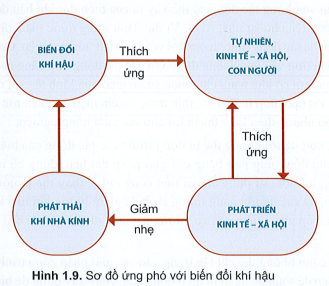 BIẾN ĐỔI
KHÍ HẬU
Thích
ứng
TỰ NHIÊN,
KINH TẾ – XÃ HỘI,
CON NGƯỜI
Thích
ứng
PHÁT THẢI
KHÍ NHÀ KÍNH
Giảm
nhẹ
PHÁT TRIỂN
KINH TẾ – XÃ HỘI
Hình 1.9. Sơ đồ ứng phó với biến đổi khí hậu